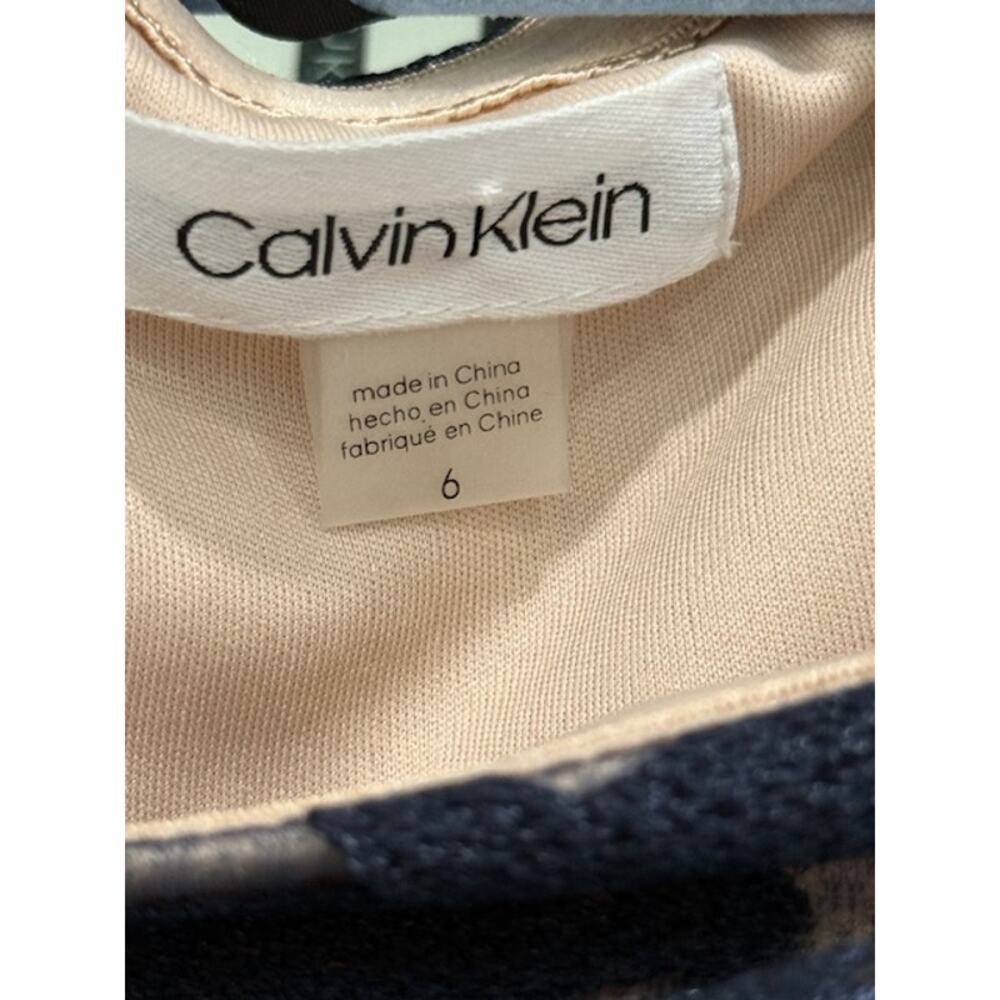 Calvin Klein
made in China
hecho en China
fabriqué en Chine
6